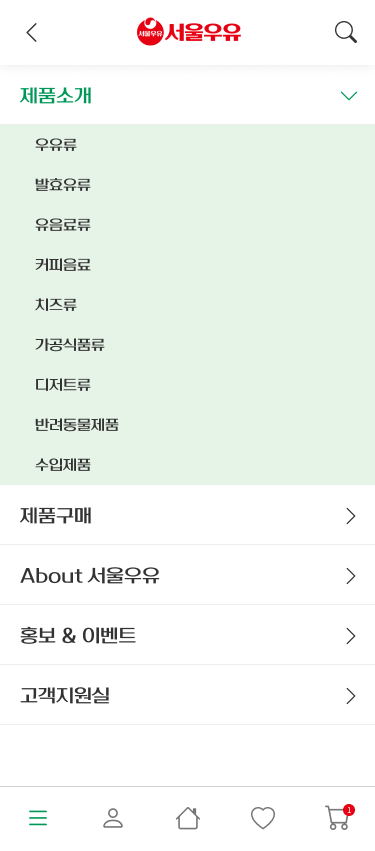 서울우유 서울우유
제품소개
우유류
발효유류
유음료류
커피음료
치즈류
가공식품류
디저트류
반려동물제품
수입제품
제품구매
About 서울우유
홍보 & 이벤트
고객지원실
1